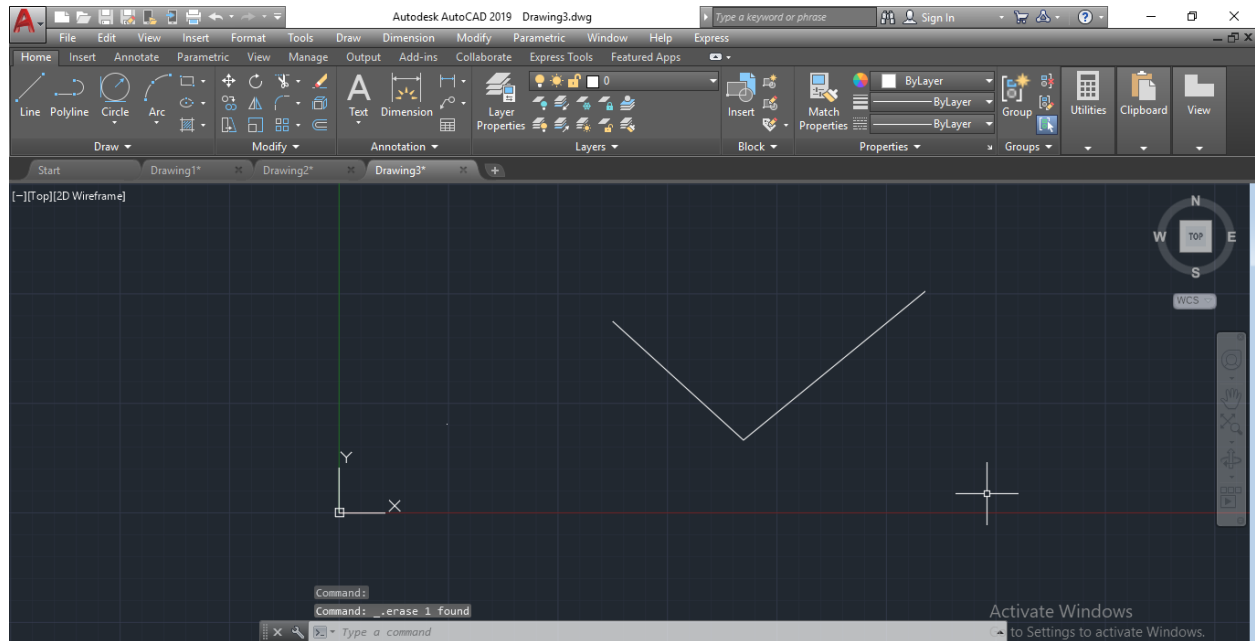 Autodesk AutoCAD 2019 Drawing3.dwg Type a keyword or phrase Sign In
File Edit View Insert Format Tools Draw Dimension Modify Parametric Window Help Express
Home Insert Annotate Parametric View Manage Output Add-ins Collaborate Express Tools Featured Apps
0 ByLayer
ByLayer
Line Polyline Circle Arc Text Dimension Layer Properties Insert Match Properties Group Utilities Clipboard View
ByLayer
Draw Modify Annotation Layers Block Properties Groups
Start Drawing1* Drawing2* Drawing3*
[−][Top][2D Wireframe]
N
W TOP E
S
WCS
Y
X
Command:
Command: _.erase 1 found
Type a command
Activate Windows
to Settings to activate Windows.